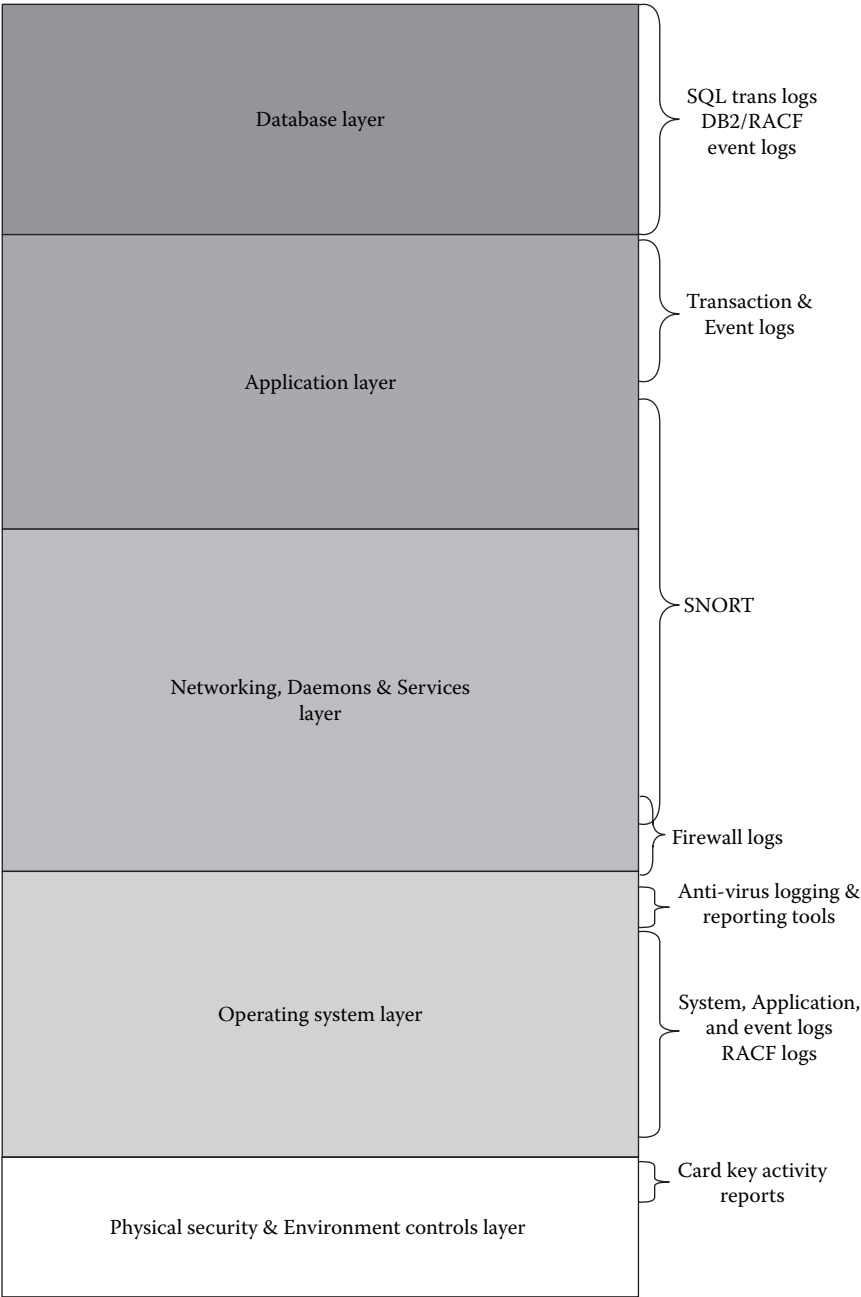 Database layer
SQL trans logs
DB2/RACF
event logs
Transaction &
Event logs
Application layer
SNORT
Networking, Daemons & Services
layer
Firewall logs
Anti-virus logging &
reporting tools
Operating system layer
System, Application,
and event logs
RACF logs
Card key activity
reports
Physical security & Environment controls layer